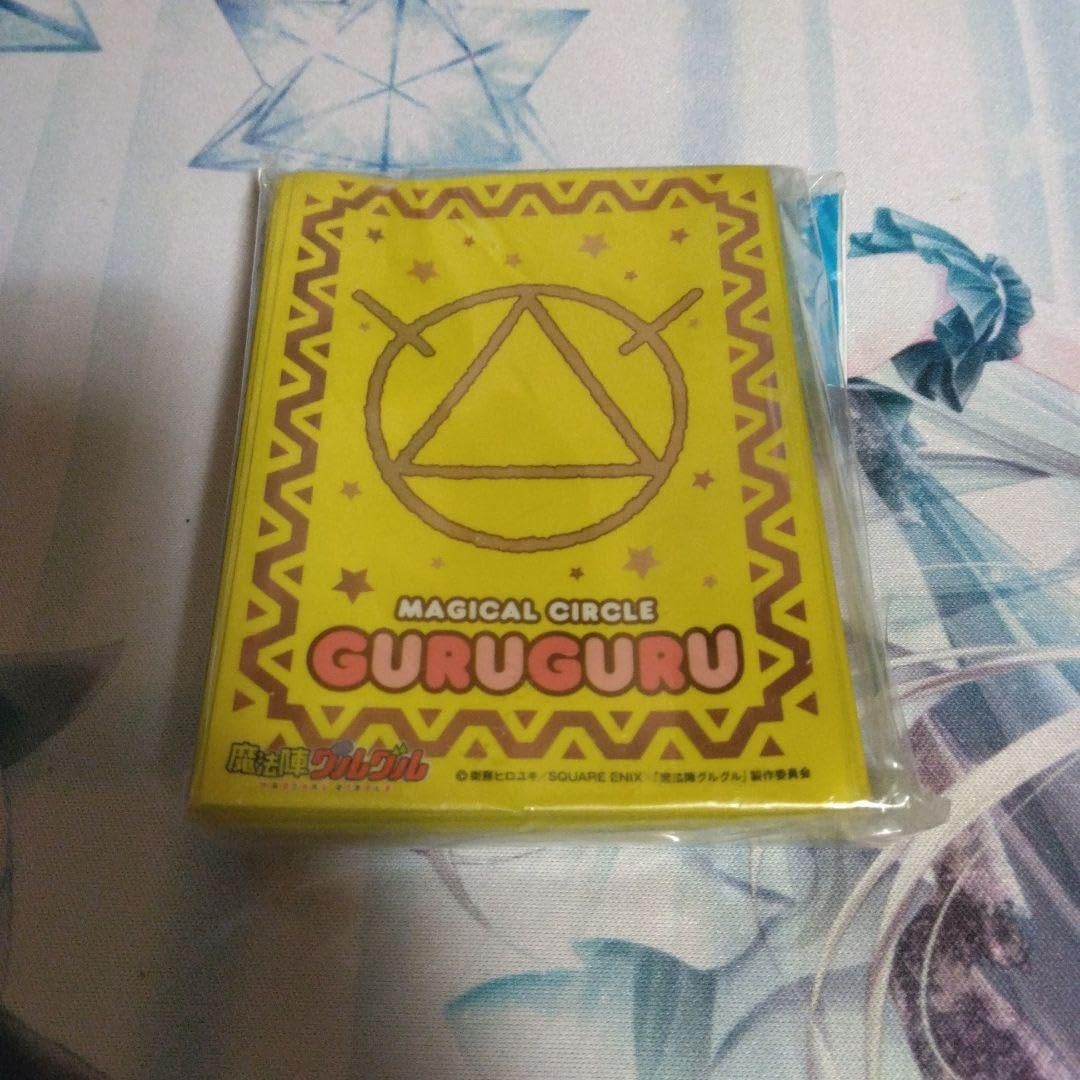 MAGICAL CIRCLE
GURUGURU
魔法陣グルグル
©衛藤ヒロユキ/SQUARE ENIX・「魔法陣グルグル」製作委員会